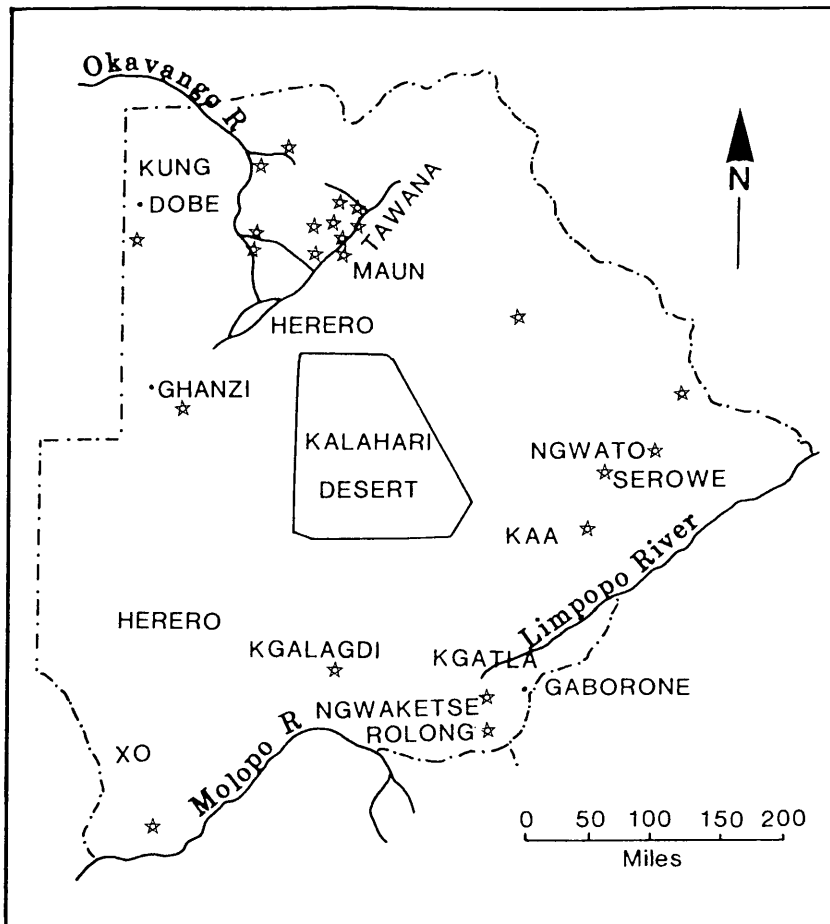 Okavango R
KUNG
DOBE
TAWANA
N
MAUN
HERERO
GHANZI
KALAHARI
DESERT
NGWATO
SEROWE
KAA
Limpopo River
HERERO
KGALAGDI
KGATLA
GABORONE
NGWAKETSE
ROLONG
XO
Molopo R
0 50 100 150 200
Miles